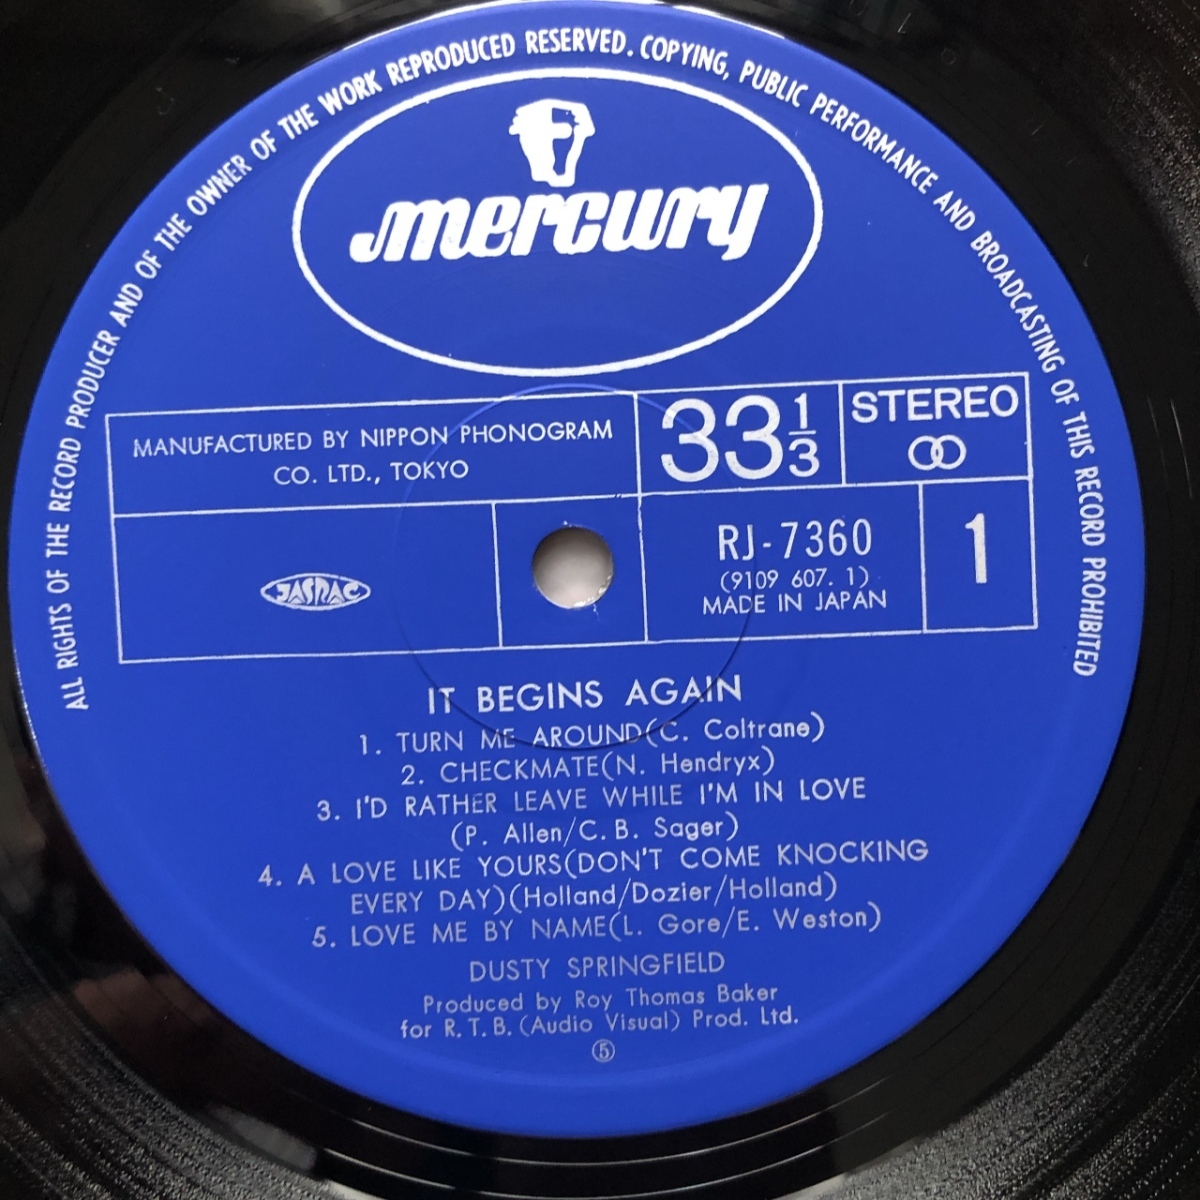 ALL RIGHTS OF THE RECORD PRODUCER AND OF THE OWNER OF THE WORK REPRODUCED RESERVED. COPYING, PUBLIC PERFORMANCE AND BROADCASTING OF THIS RECORD PROHIBITED
mercury
MANUFACTURED BY NIPPON PHONOGRAM
CO. LTD., TOKYO
33 1/3
STEREO
JASRAC
RJ-7360
(9109 607. 1)
MADE IN JAPAN
1
IT BEGINS AGAIN
1. TURN ME AROUND(C. Coltrane)
2. CHECKMATE(N. Hendryx)
3. I'D RATHER LEAVE WHILE I'M IN LOVE
(P. Allen/C. B. Sager)
4. A LOVE LIKE YOURS(DON'T COME KNOCKING
EVERY DAY)(Holland/Dozier/Holland)
5. LOVE ME BY NAME(L. Gore/E. Weston)
DUSTY SPRINGFIELD
Produced by Roy Thomas Baker
for R. T. B. (Audio Visual) Prod. Ltd.
⑤